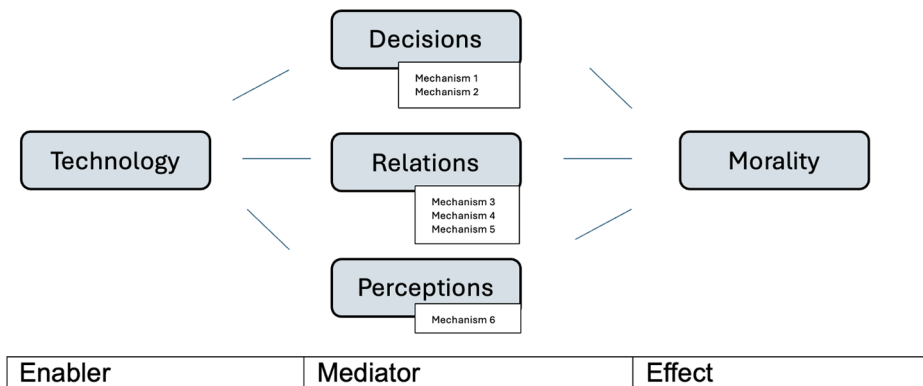 Decisions
Mechanism 1
Mechanism 2
Technology
Relations
Morality
Mechanism 3
Mechanism 4
Mechanism 5
Perceptions
Mechanism 6
Enabler
Mediator
Effect